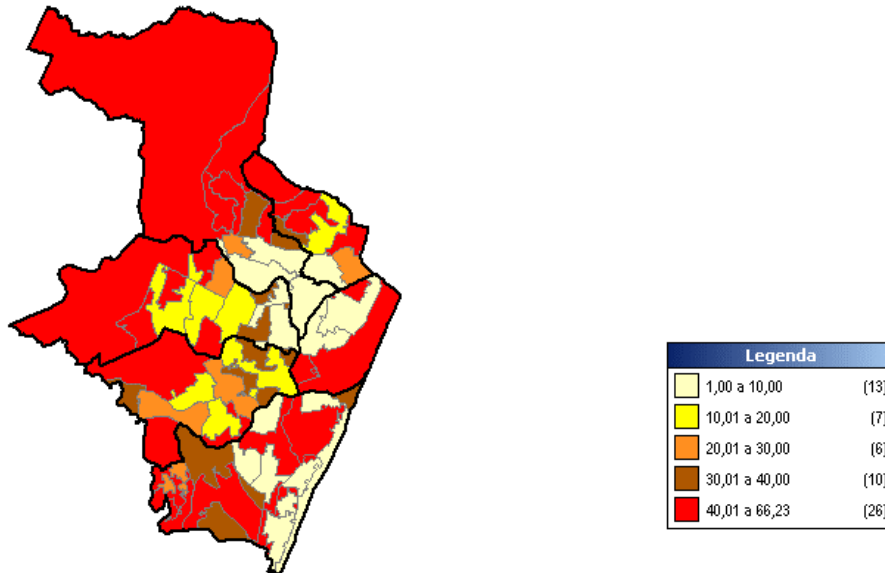 Legenda
1,00 a 10,00 (13)
10,01 a 20,00 (7)
20,01 a 30,00 (6)
30,01 a 40,00 (10)
40,01 a 66,23 (26)